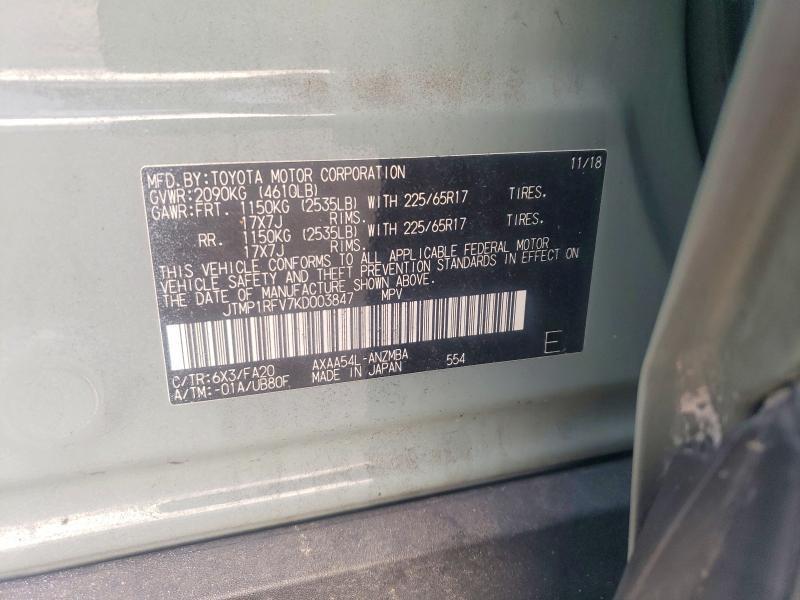 MFD.BY:TOYOTA MOTOR CORPORATION 11/18
GVWR:2090KG (4610LB)
GAWR:FRT. 1150KG (2535LB) WITH 225/65R17 TIRES.
17X7J RIMS.
RR. 1150KG (2535LB) WITH 225/65R17 TIRES.
17X7J RIMS.
THIS VEHICLE CONFORMS TO ALL APPLICABLE FEDERAL MOTOR
VEHICLE SAFETY AND THEFT PREVENTION STANDARDS IN EFFECT ON
THE DATE OF MANUFACTURE SHOWN ABOVE.
JTMP1RFV7KD003847 MPV
C/TR:6X3/FA20 AXAA54L-ANZMBA 554 E
A/TM:-01A/UB80F MADE IN JAPAN